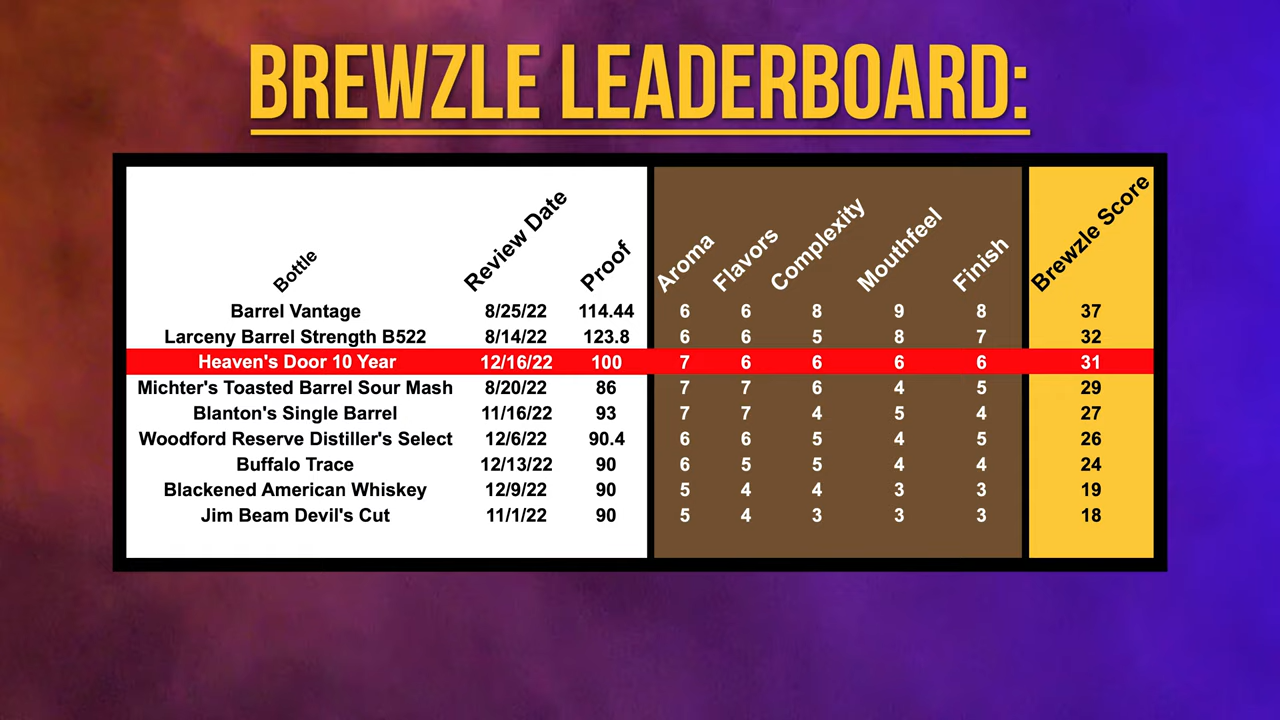 BREWZLE LEADERBOARD:
Bottle Review Date Proof Aroma Flavors Complexity Mouthfeel Finish Brewzle Score
Barrel Vantage 8/25/22 114.44 6 6 8 9 8 37
Larceny Barrel Strength B522 8/14/22 123.8 6 6 5 8 7 32
Heaven's Door 10 Year 12/16/22 100 7 6 6 6 6 31
Michter's Toasted Barrel Sour Mash 8/20/22 86 7 7 6 4 5 29
Blanton's Single Barrel 11/16/22 93 7 7 4 5 4 27
Woodford Reserve Distiller's Select 12/6/22 90.4 6 6 5 4 5 26
Buffalo Trace 12/13/22 90 6 5 5 4 4 24
Blackened American Whiskey 12/9/22 90 5 4 4 3 3 19
Jim Beam Devil's Cut 11/1/22 90 5 4 3 3 3 18